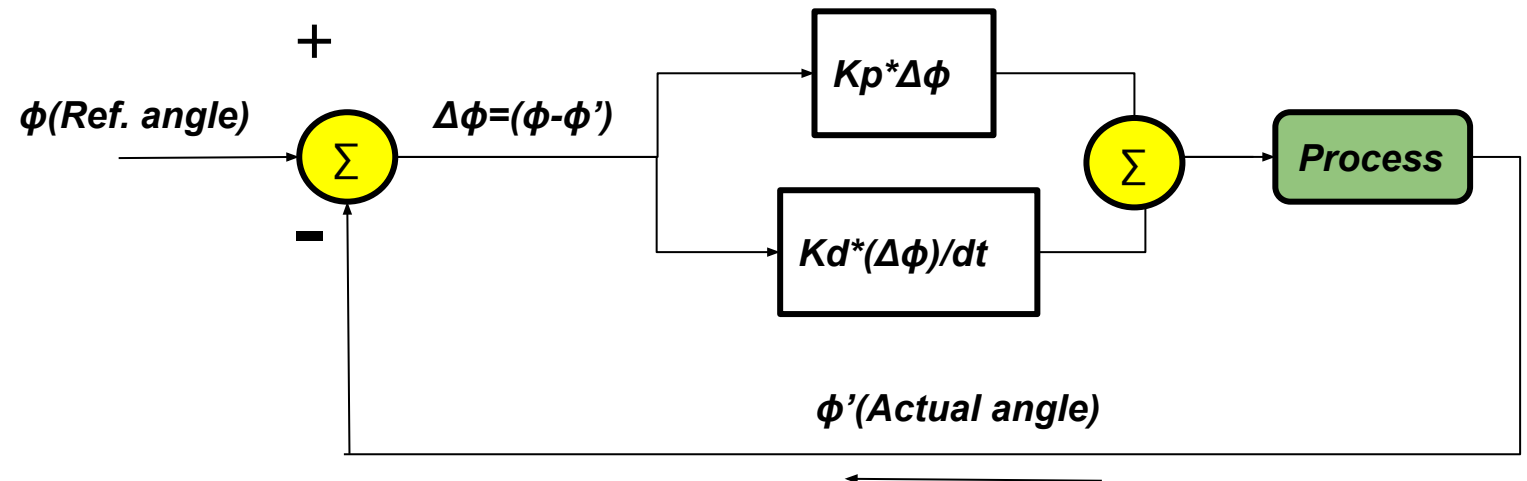 +
ϕ(Ref. angle)
Σ
-
Δϕ=(ϕ-ϕ’)
Kp*Δϕ
Kd*(Δϕ)/dt
Σ
Process
ϕ’(Actual angle)